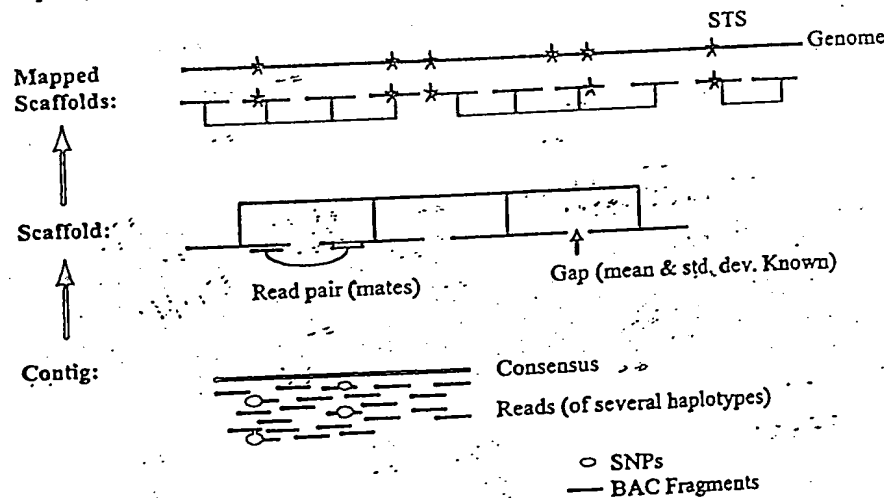 STS
Genome
Mapped
Scaffolds:
Scaffold:
Read pair (mates)
Gap (mean & std. dev. Known)
Contig:
Consensus
Reads (of several haplotypes)
SNPs
BAC Fragments